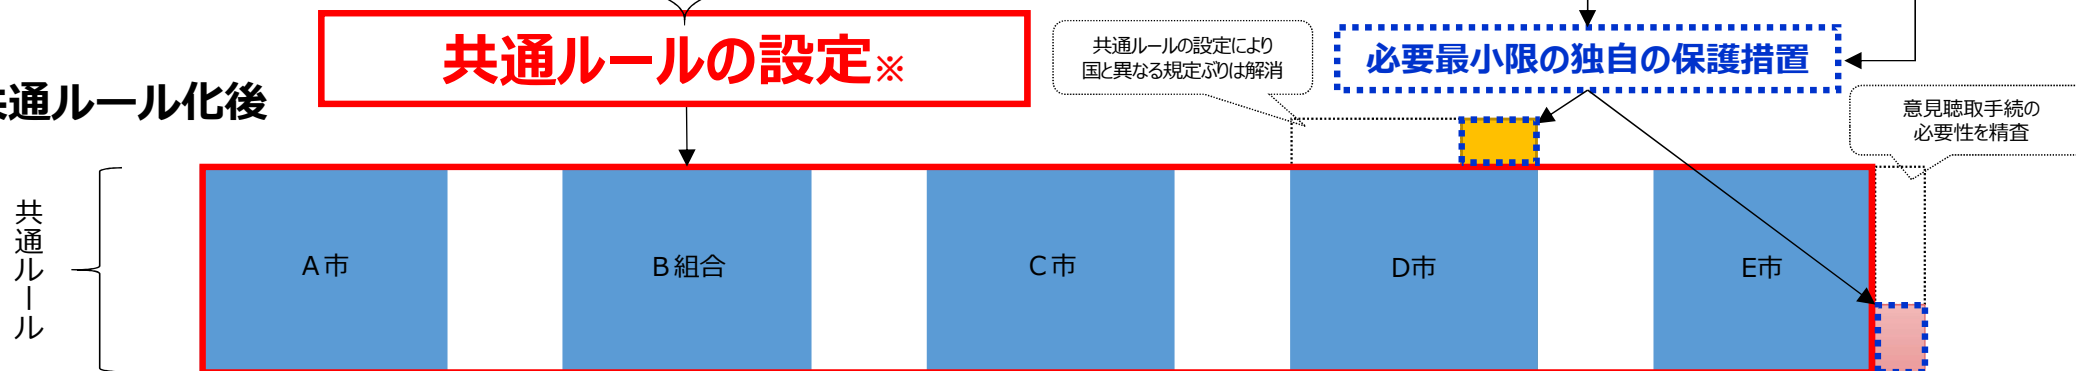 共通ルールの設定※
共通ルールの設定により
国と異なる規定ぶりは解消
必要最小限の独自の保護措置
通ルール化後
意見聴取手続の
必要性を精査
共通ルール
A市
B組合
C市
D市
E市